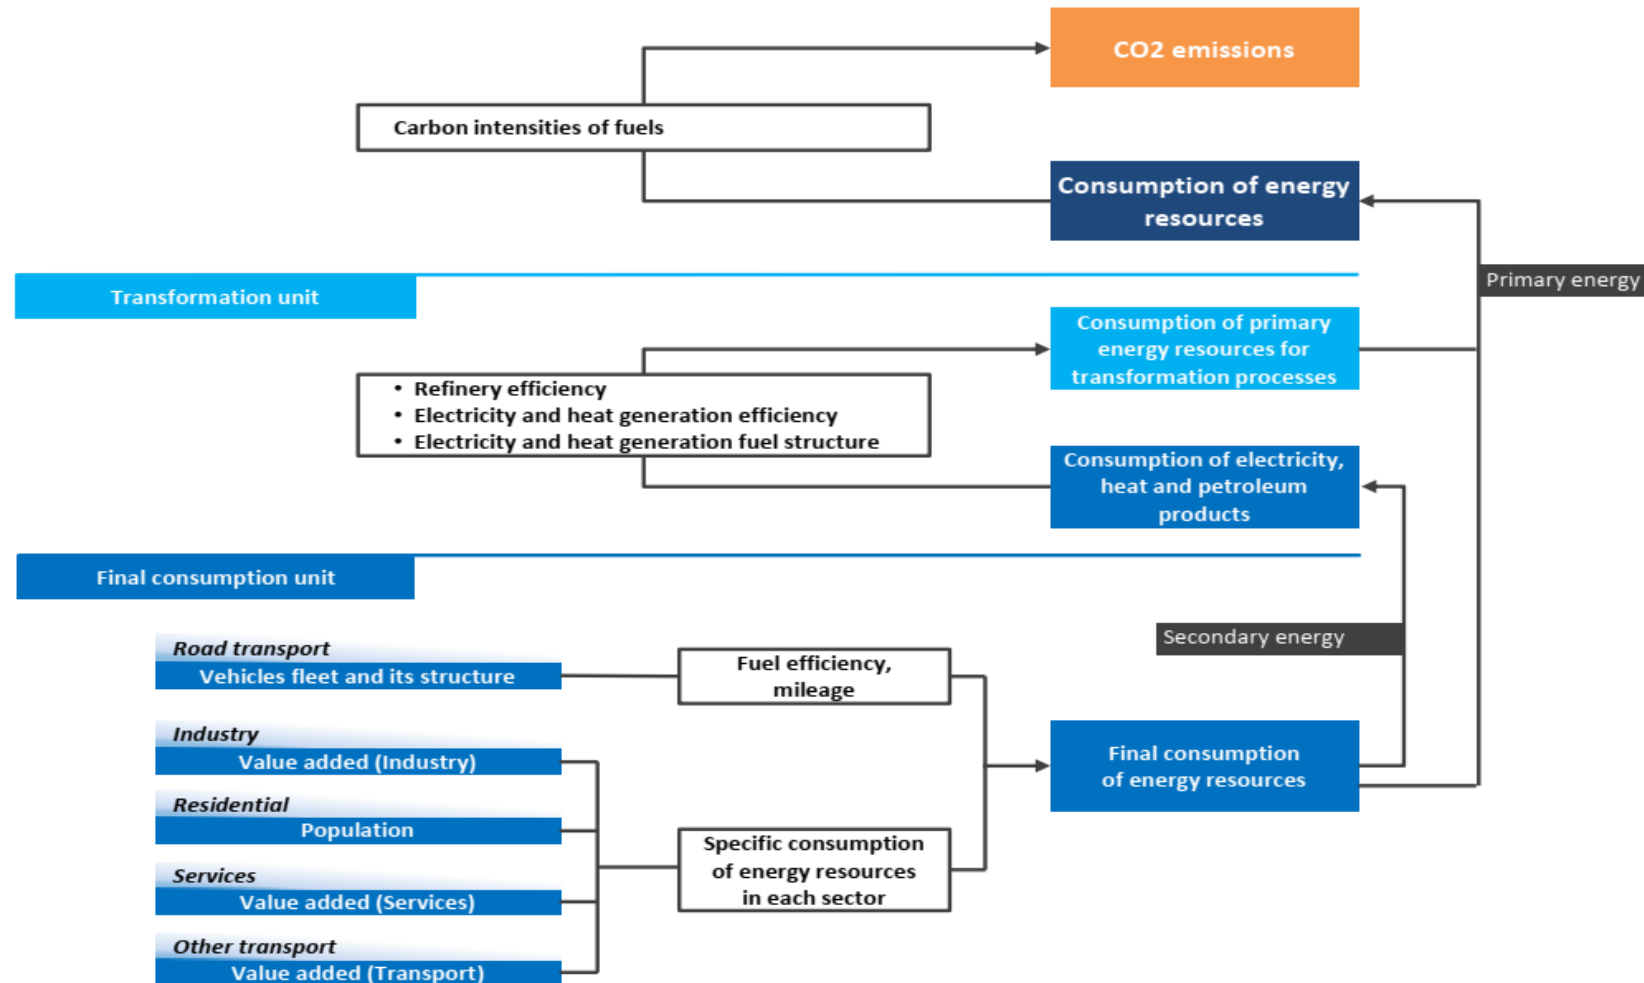 CO2 emissions
Carbon intensities of fuels
Consumption of energy
resources
Primary energy
Transformation unit
Consumption of primary
energy resources for
transformation processes
• Refinery efficiency
• Electricity and heat generation efficiency
• Electricity and heat generation fuel structure
Consumption of electricity,
heat and petroleum
products
Final consumption unit
Secondary energy
Road transport
Vehicles fleet and its structure
Fuel efficiency,
mileage
Industry
Value added (Industry)
Residential
Population
Services
Value added (Services)
Other transport
Value added (Transport)
Specific consumption
of energy resources
in each sector
Final consumption
of energy resources